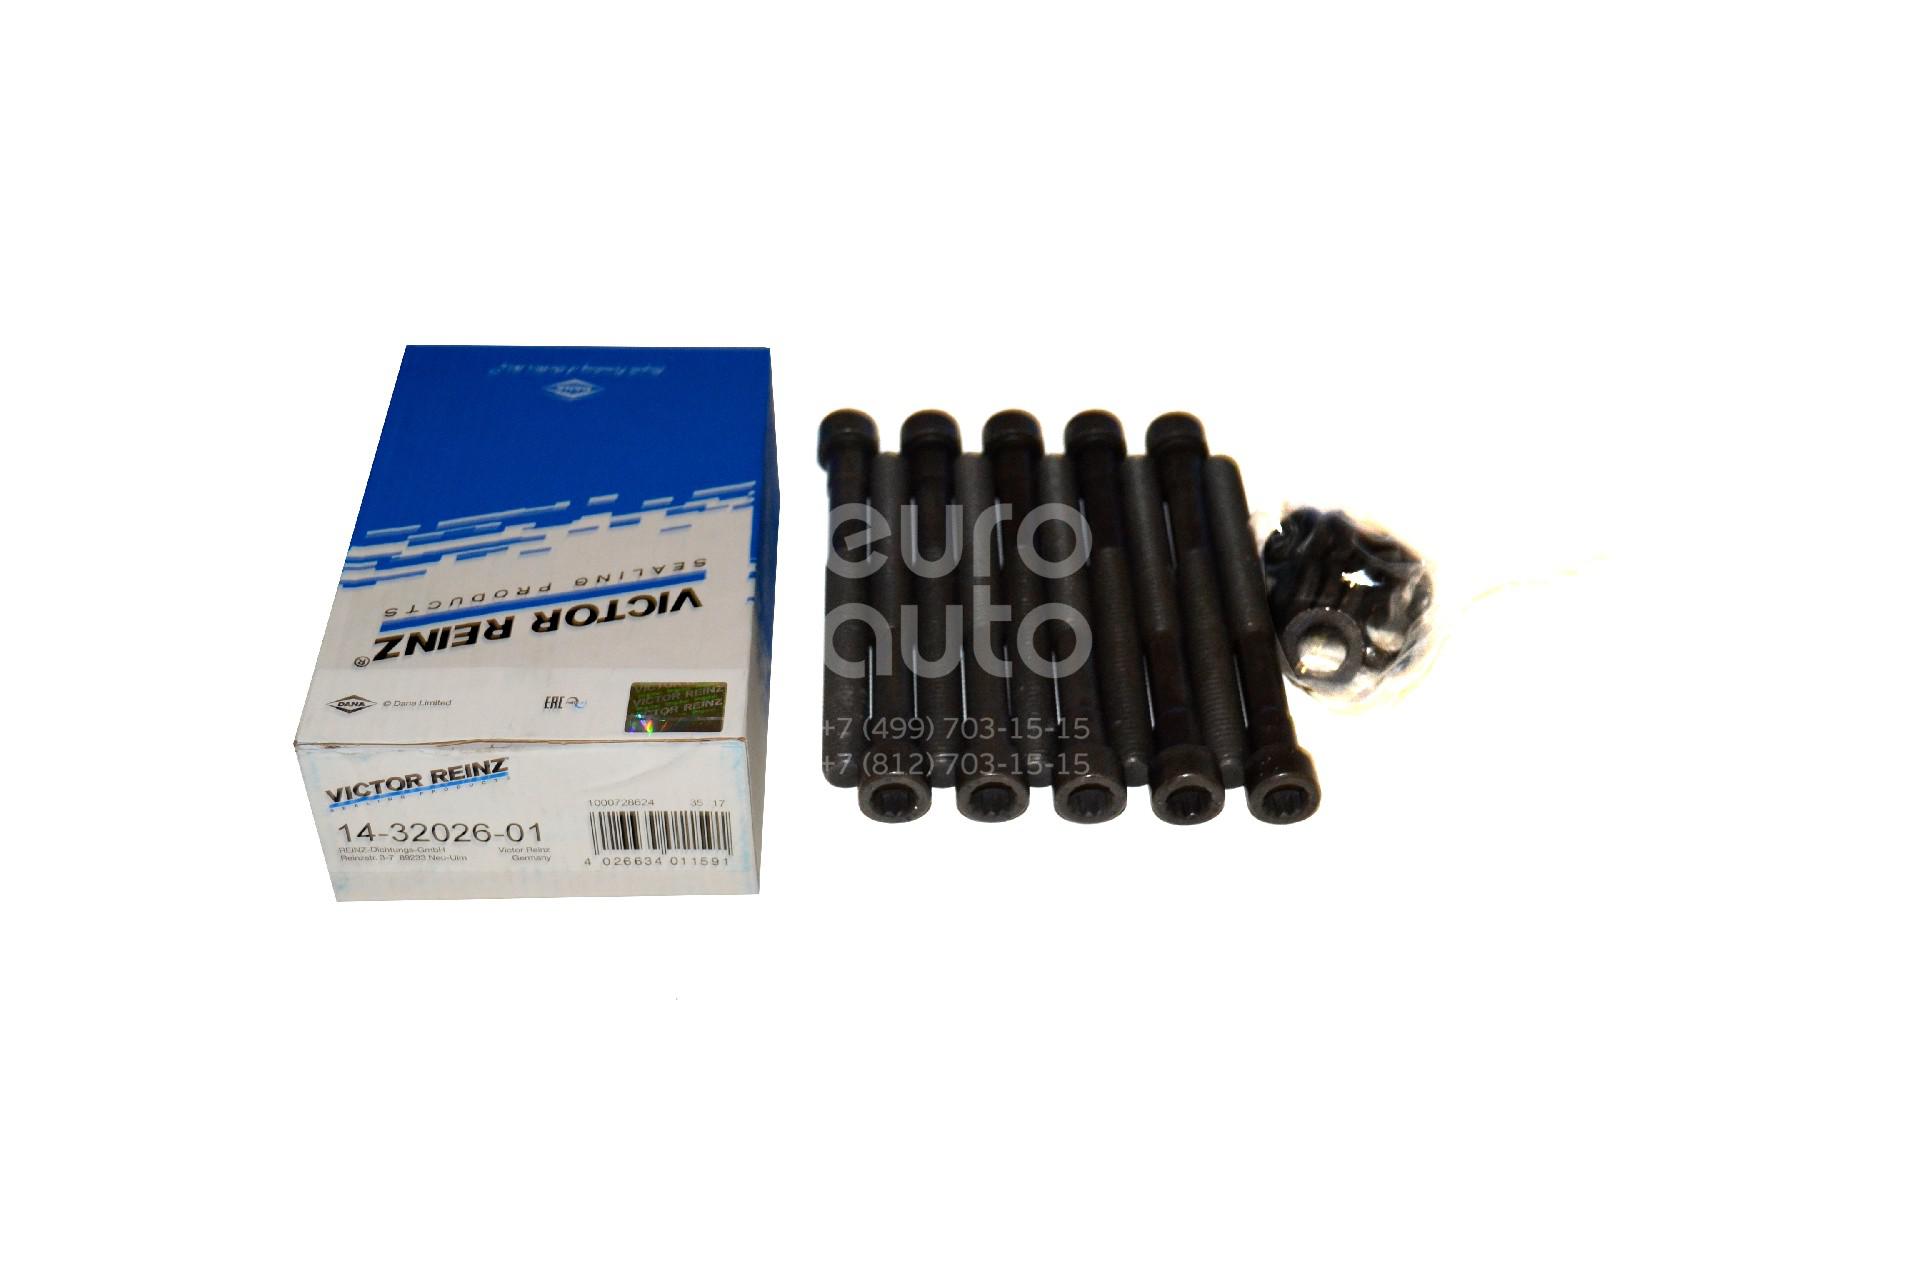 DANA
SEALING PRODUCTS
VICTOR REINZ®
DANA © Dana Limited
EAC
VICTOR REINZ
VICTOR REINZ
VICTOR REINZ
SEALING PRODUCTS
1000728624 35 17
14-32026-01
REINZ-Dichtungs-GmbH Victor Reinz
Reinzstr. 3-7 89233 Neu-Ulm Germany
4 026634 011591
euro
auto
+7 (499) 703-15-15
+7 (812) 703-15-15